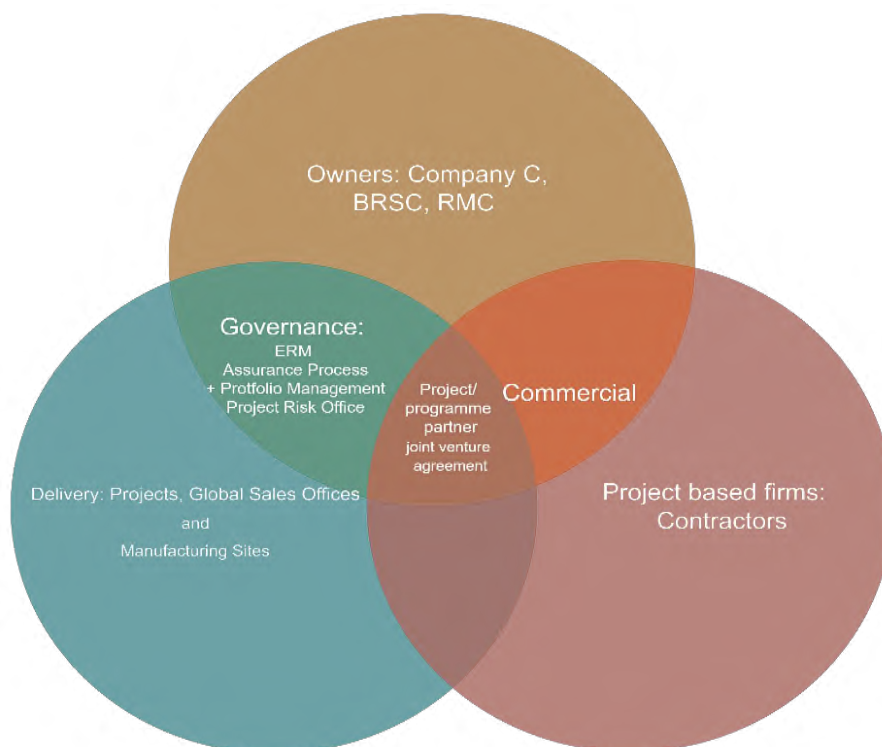 Owners: Company C,
BRSC, RMC
Governance:
ERM
Assurance Process
+ Protfolio Management
Project Risk Office
Project/
programme
partner
joint venture
agreement
Commercial
Delivery: Projects, Global Sales Offices
and
Manufacturing Sites
Project based firms:
Contractors